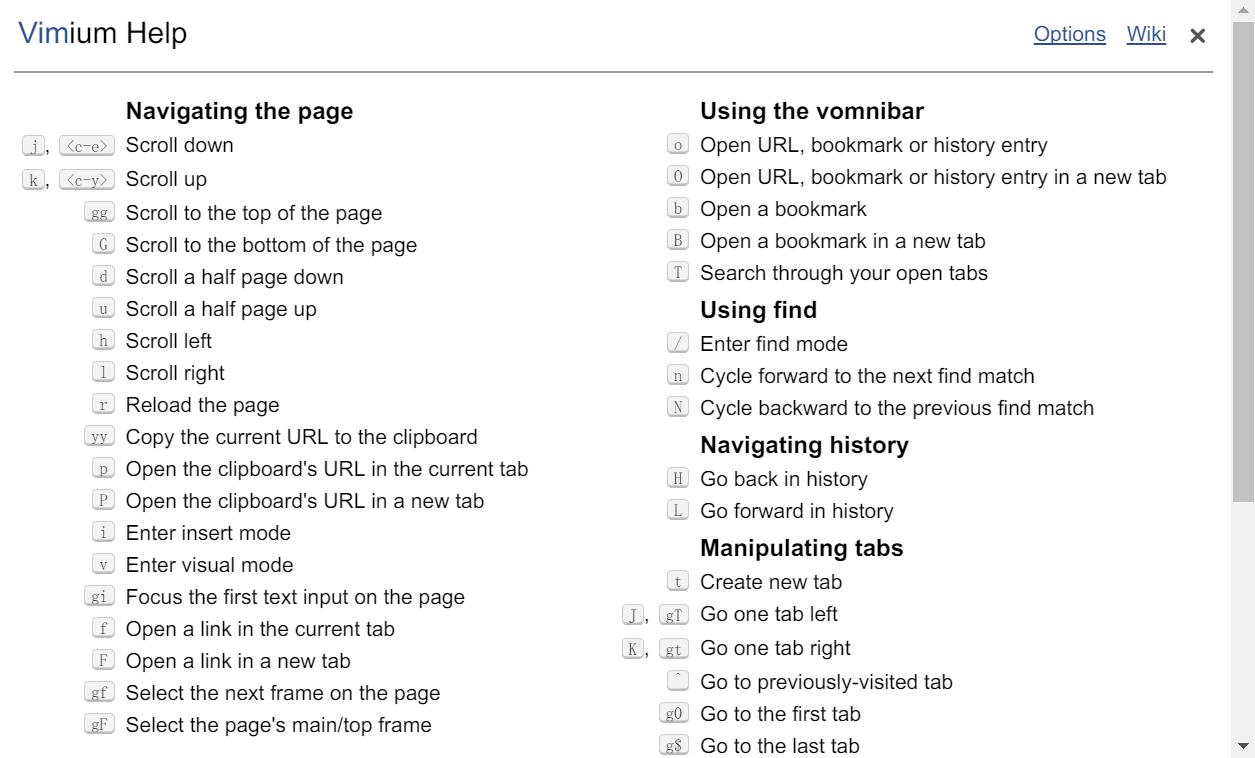 Vimium Help
Options Wiki ×
Navigating the page
j, <c-e> Scroll down
k, <c-y> Scroll up
gg Scroll to the top of the page
G Scroll to the bottom of the page
d Scroll a half page down
u Scroll a half page up
h Scroll left
l Scroll right
r Reload the page
yy Copy the current URL to the clipboard
p Open the clipboard's URL in the current tab
P Open the clipboard's URL in a new tab
i Enter insert mode
v Enter visual mode
gi Focus the first text input on the page
f Open a link in the current tab
F Open a link in a new tab
gf Select the next frame on the page
gF Select the page's main/top frame
Using the vomnibar
o Open URL, bookmark or history entry
O Open URL, bookmark or history entry in a new tab
b Open a bookmark
B Open a bookmark in a new tab
T Search through your open tabs
Using find
/ Enter find mode
n Cycle forward to the next find match
N Cycle backward to the previous find match
Navigating history
H Go back in history
L Go forward in history
Manipulating tabs
t Create new tab
J, gT Go one tab left
K, gt Go one tab right
^ Go to previously-visited tab
g0 Go to the first tab
g$ Go to the last tab